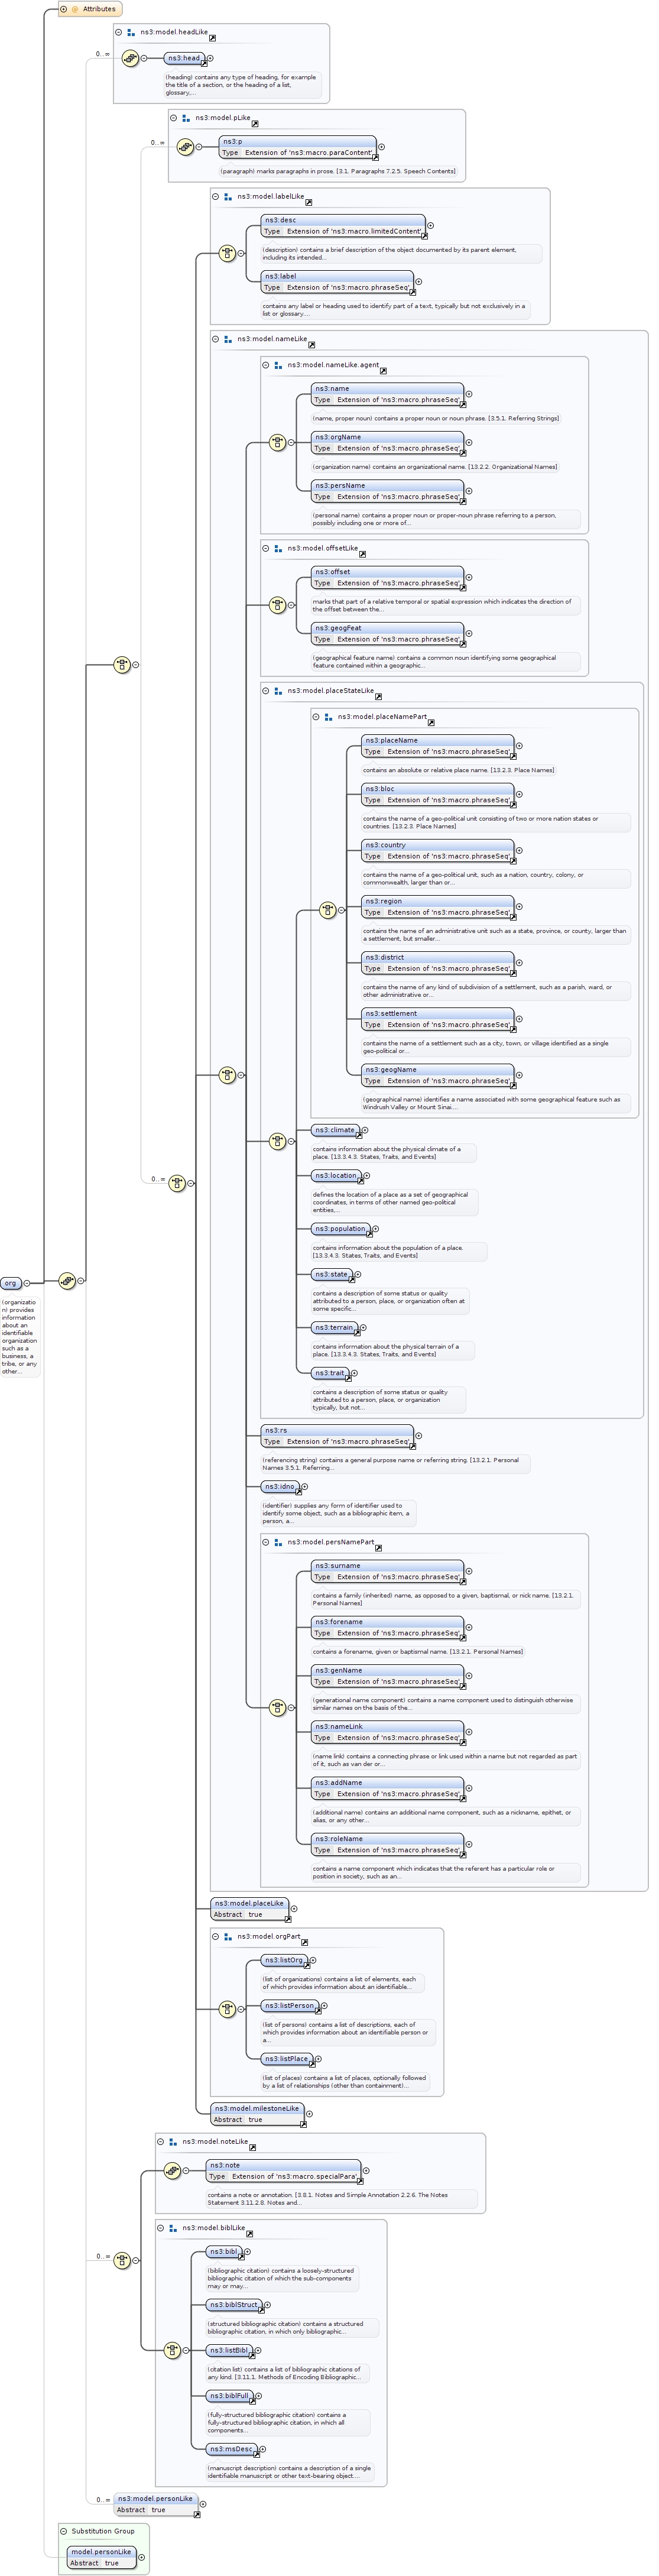 Attributes
ns3:model.headLike
0..∞
ns3:head
(heading) contains any type of heading, for example
the title of a section, or the heading of a list,
glossary,...
ns3:model.pLike
0..∞
ns3:p
Type Extension of 'ns3:macro.paraContent'
(paragraph) marks paragraphs in prose. [3.1. Paragraphs 7.2.5. Speech Contents]
ns3:model.labelLike
ns3:desc
Type Extension of 'ns3:macro.limitedContent'
(description) contains a brief description of the object documented by its parent element,
including its intended...
ns3:label
Type Extension of 'ns3:macro.phraseSeq'
contains any label or heading used to identify part of a text, typically but not exclusively in a
list or glossary....
ns3:model.nameLike
ns3:model.nameLike.agent
ns3:name
Type Extension of 'ns3:macro.phraseSeq'
(name, proper noun) contains a proper noun or noun phrase. [3.5.1. Referring Strings]
ns3:orgName
Type Extension of 'ns3:macro.phraseSeq'
(organization name) contains an organizational name. [13.2.2. Organizational Names]
ns3:persName
Type Extension of 'ns3:macro.phraseSeq'
(personal name) contains a proper noun or proper-noun phrase referring to a person,
possibly including one or more of...
ns3:model.offsetLike
ns3:offset
Type Extension of 'ns3:macro.phraseSeq'
marks that part of a relative temporal or spatial expression which indicates the direction of
the offset between the...
ns3:geogFeat
Type Extension of 'ns3:macro.phraseSeq'
(geographical feature name) contains a common noun identifying some geographical
feature contained within a geographic...
ns3:model.placeStateLike
ns3:model.placeNamePart
ns3:placeName
Type Extension of 'ns3:macro.phraseSeq'
contains an absolute or relative place name. [13.2.3. Place Names]
ns3:bloc
Type Extension of 'ns3:macro.phraseSeq'
contains the name of a geo-political unit consisting of two or more nation states or
countries. [13.2.3. Place Names]
ns3:country
Type Extension of 'ns3:macro.phraseSeq'
contains the name of a geo-political unit, such as a nation, country, colony, or
commonwealth, larger than or...
ns3:region
Type Extension of 'ns3:macro.phraseSeq'
contains the name of an administrative unit such as a state, province, or county, larger than
a settlement, but smaller...
ns3:district
Type Extension of 'ns3:macro.phraseSeq'
contains the name of any kind of subdivision of a settlement, such as a parish, ward, or
other administrative or...
ns3:settlement
Type Extension of 'ns3:macro.phraseSeq'
contains the name of a settlement such as a city, town, or village identified as a single
geo-political or...
ns3:geogName
Type Extension of 'ns3:macro.phraseSeq'
(geographical name) identifies a name associated with some geographical feature such as
Windrush Valley or Mount Sinai....
ns3:climate
contains information about the physical climate of a
place. [13.3.4.3. States, Traits, and Events]
0..∞
ns3:location
defines the location of a place as a set of geographical
coordinates, in terms of other named geo-political
entities,...
ns3:population
contains information about the population of a place.
[13.3.4.3. States, Traits, and Events]
ns3:state
contains a description of some status or quality
attributed to a person, place, or organization often at
some specific...
org
(organizatio
n) provides
information
about an
identifiable
organization
such as a
business, a
tribe, or any
other...
ns3:terrain
contains information about the physical terrain of a
place. [13.3.4.3. States, Traits, and Events]
ns3:trait
contains a description of some status or quality
attributed to a person, place, or organization
typically, but not...
ns3:rs
Type Extension of 'ns3:macro.phraseSeq'
(referencing string) contains a general purpose name or referring string. [13.2.1. Personal
Names 3.5.1. Referring...
ns3:idno
(identifier) supplies any form of identifier used to
identify some object, such as a bibliographic item, a
person, a...
ns3:model.persNamePart
ns3:surname
Type Extension of 'ns3:macro.phraseSeq'
contains a family (inherited) name, as opposed to a given, baptismal, or nick name. [13.2.1.
Personal Names]
ns3:forename
Type Extension of 'ns3:macro.phraseSeq'
contains a forename, given or baptismal name. [13.2.1. Personal Names]
ns3:genName
Type Extension of 'ns3:macro.phraseSeq'
(generational name component) contains a name component used to distinguish otherwise
similar names on the basis of the...
ns3:nameLink
Type Extension of 'ns3:macro.phraseSeq'
(name link) contains a connecting phrase or link used within a name but not regarded as part
of it, such as van der or...
ns3:addName
Type Extension of 'ns3:macro.phraseSeq'
(additional name) contains an additional name component, such as a nickname, epithet, or
alias, or any other...
ns3:roleName
Type Extension of 'ns3:macro.phraseSeq'
contains a name component which indicates that the referent has a particular role or
position in society, such as an...
ns3:model.placeLike
Abstract true
ns3:model.orgPart
ns3:listOrg
(list of organizations) contains a list of elements, each
of which provides information about an identifiable...
ns3:listPerson
(list of persons) contains a list of descriptions, each of
which provides information about an identifiable person or
a...
ns3:listPlace
(list of places) contains a list of places, optionally followed
by a list of relationships (other than containment)...
ns3:model.milestoneLike
Abstract true
ns3:model.noteLike
ns3:note
Type Extension of 'ns3:macro.specialPara'
contains a note or annotation. [3.8.1. Notes and Simple Annotation 2.2.6. The Notes
Statement 3.11.2.8. Notes and...
ns3:model.biblLike
0..∞
ns3:bibl
(bibliographic citation) contains a loosely-structured
bibliographic citation of which the sub-components
may or may...
ns3:biblStruct
(structured bibliographic citation) contains a structured
bibliographic citation, in which only bibliographic...
ns3:listBibl
(citation list) contains a list of bibliographic citations of
any kind. [3.11.1. Methods of Encoding Bibliographic...
ns3:biblFull
(fully-structured bibliographic citation) contains a
fully-structured bibliographic citation, in which all
components...
ns3:msDesc
(manuscript description) contains a description of a single
identifiable manuscript or other text-bearing object....
0..∞
ns3:model.personLike
Abstract true
Substitution Group
model.personLike
Abstract true